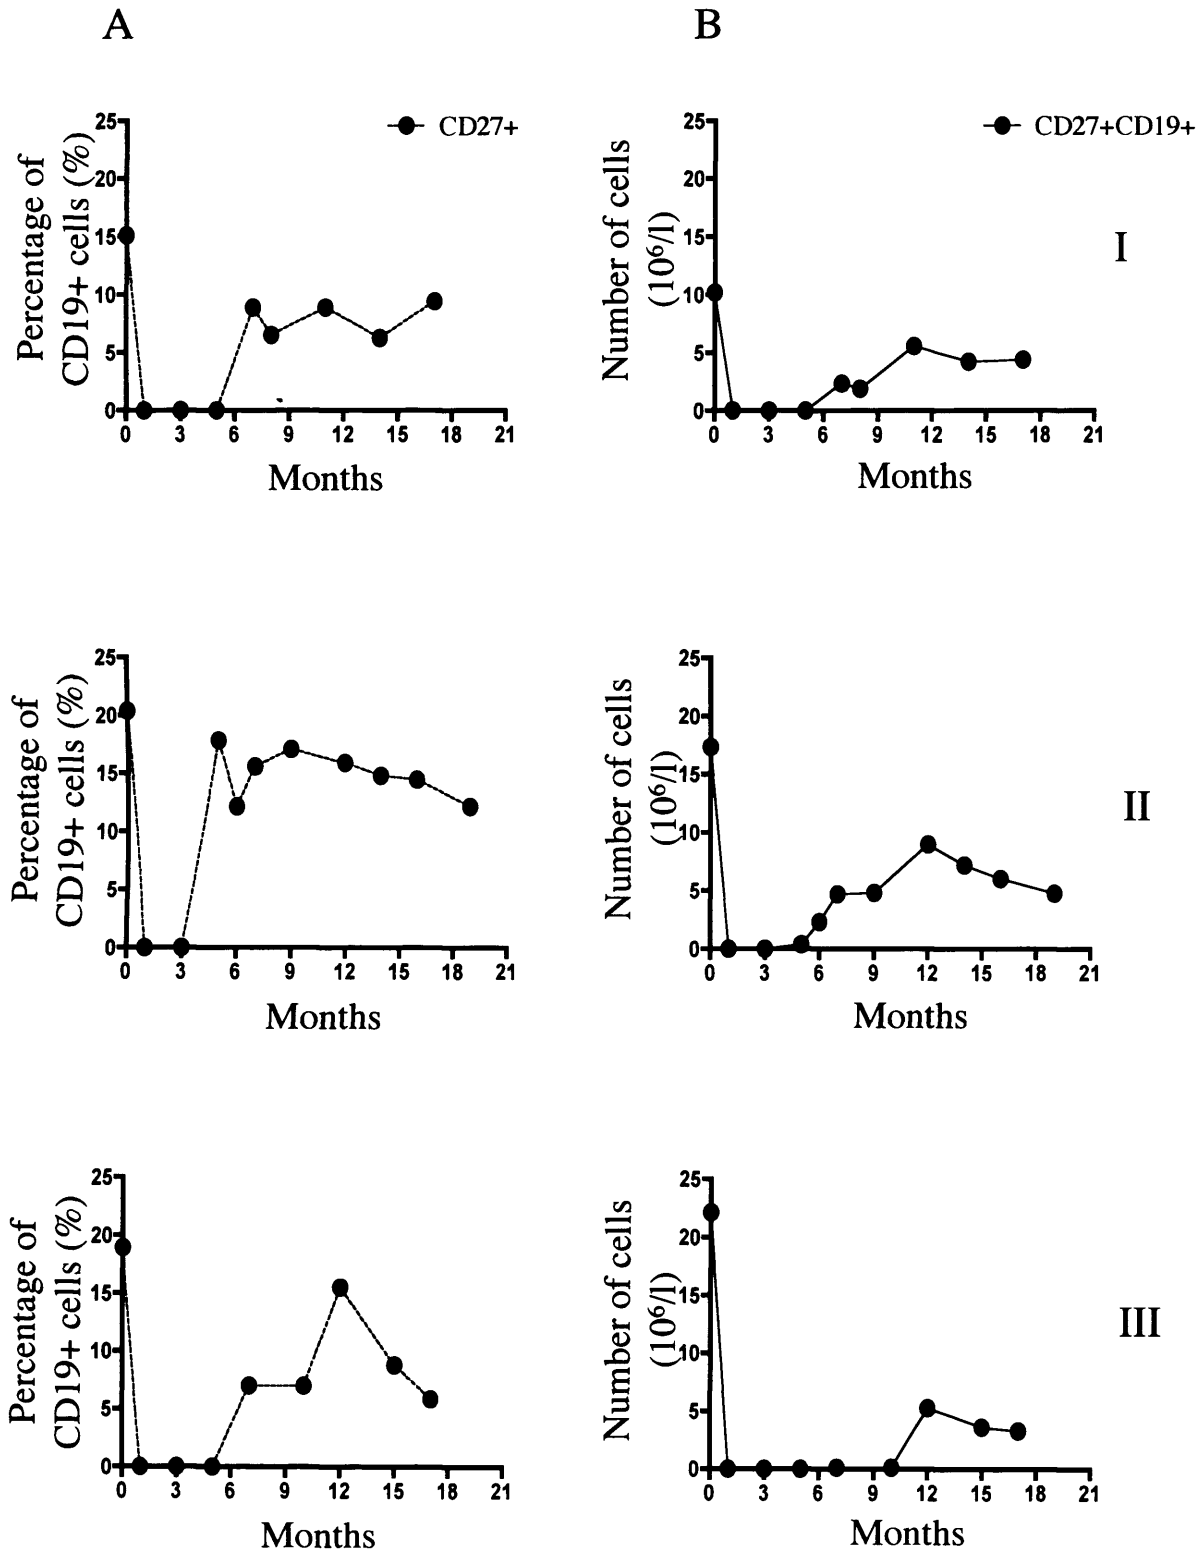 A
B
25
20
15
10
5
0
Percentage of
CD19+ cells (%)
CD27+
0 3 6 9 12 15 18 21
Months
25
20
15
10
5
0
Number of cells
(10⁶/l)
CD27+CD19+
I
0 3 6 9 12 15 18 21
Months
25
20
15
10
5
0
Percentage of
CD19+ cells (%)
0 3 6 9 12 15 18 21
Months
25
20
15
10
5
0
Number of cells
(10⁶/l)
II
0 3 6 9 12 15 18 21
Months
25
20
15
10
5
0
Percentage of
CD19+ cells (%)
0 3 6 9 12 15 18 21
Months
25
20
15
10
5
0
Number of cells
(10⁶/l)
III
0 3 6 9 12 15 18 21
Months